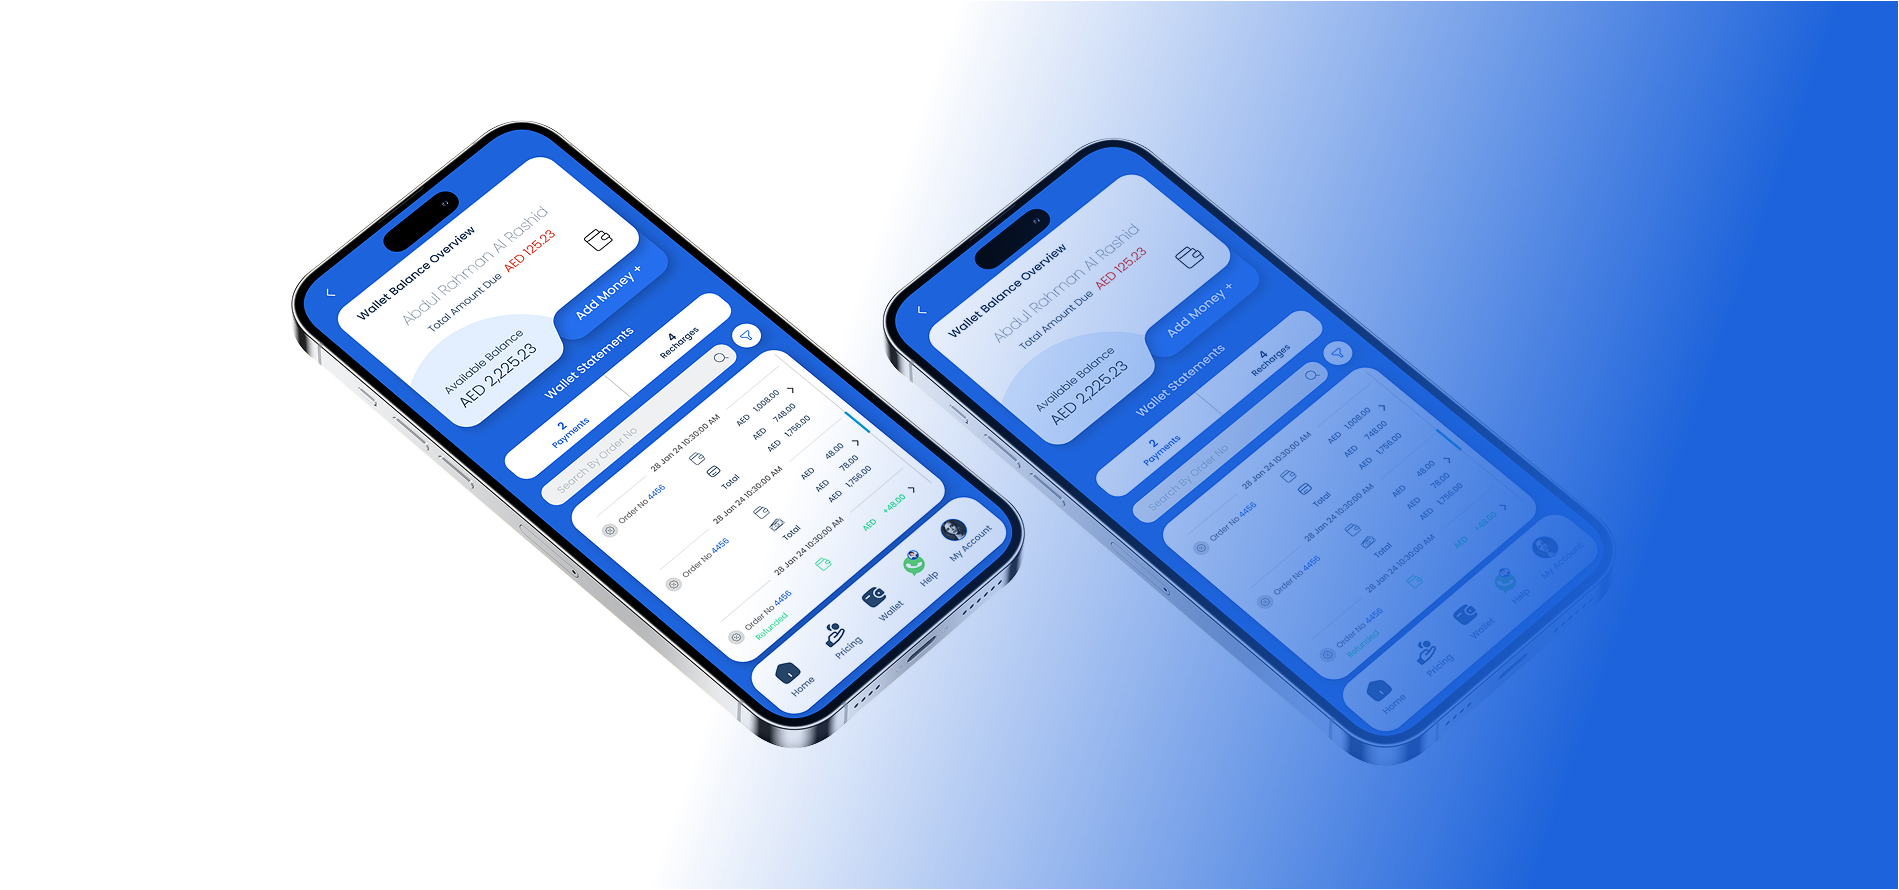 Wallet Balance Overview
Abdul Rahman Al Rashid
Total Amount Due AED 125.23
Available Balance
AED 2,225.23
Add Money +
Wallet Statements
2
Payments
4
Recharges
Search By Order No
Order No 4456
28 Jan 24 10:30:00 AM
AED 1,008.00
AED 748.00
Total
AED 1,756.00
Order No 4456
28 Jan 24 10:30:00 AM
AED 48.00
AED 78.00
Total
AED 1,756.00
Order No 4456
Refunded
28 Jan 24 10:30:00 AM
AED +48.00
Home
Pricing
Wallet
Help
My Account
Wallet Balance Overview
Abdul Rahman Al Rashid
Total Amount Due AED 125.23
Available Balance
AED 2,225.23
Add Money +
Wallet Statements
2
Payments
4
Recharges
Search By Order No
Order No 4456
28 Jan 24 10:30:00 AM
AED 1,008.00
AED 748.00
Total
AED 1,756.00
Order No 4456
28 Jan 24 10:30:00 AM
AED 48.00
AED 78.00
Total
AED 1,756.00
Order No 4456
Refunded
28 Jan 24 10:30:00 AM
AED +48.00
Home
Pricing
Wallet
Help
My Account